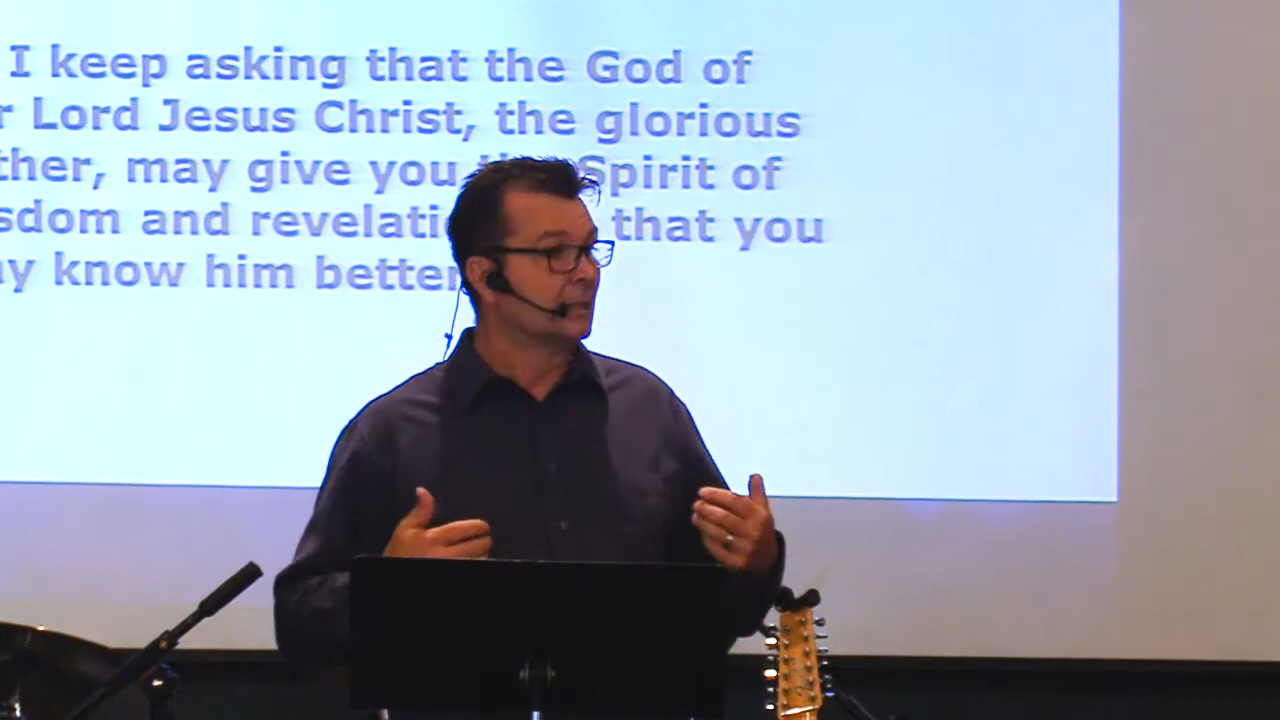 I keep asking that the God of
r Lord Jesus Christ, the glorious
ther, may give you the Spirit of
sdom and revelati that you
y know him better